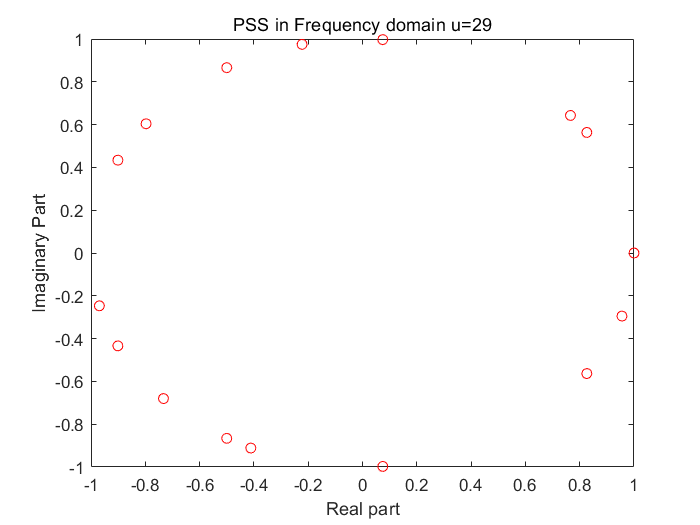 PSS in Frequency domain u=29
1
0.8
0.6
0.4
0.2
0
-0.2
-0.4
-0.6
-0.8
-1
Imaginary Part
-1 -0.8 -0.6 -0.4 -0.2 0 0.2 0.4 0.6 0.8 1
Real part